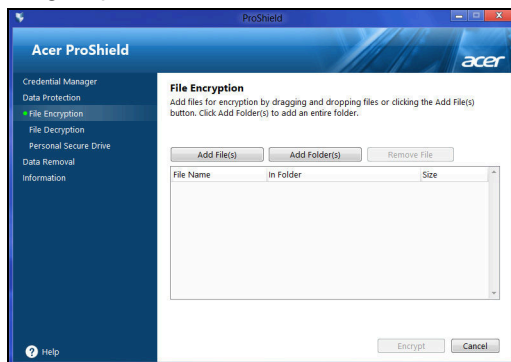 ProShield
Acer ProShield
acer
Credential Manager
Data Protection
File Encryption
File Decryption
Personal Secure Drive
Data Removal
Information
Help
File Encryption
Add files for encryption by dragging and dropping files or clicking the Add File(s)
button. Click Add Folder(s) to add an entire folder.
Add File(s) Add Folder(s) Remove File
File Name In Folder Size
Encrypt Cancel